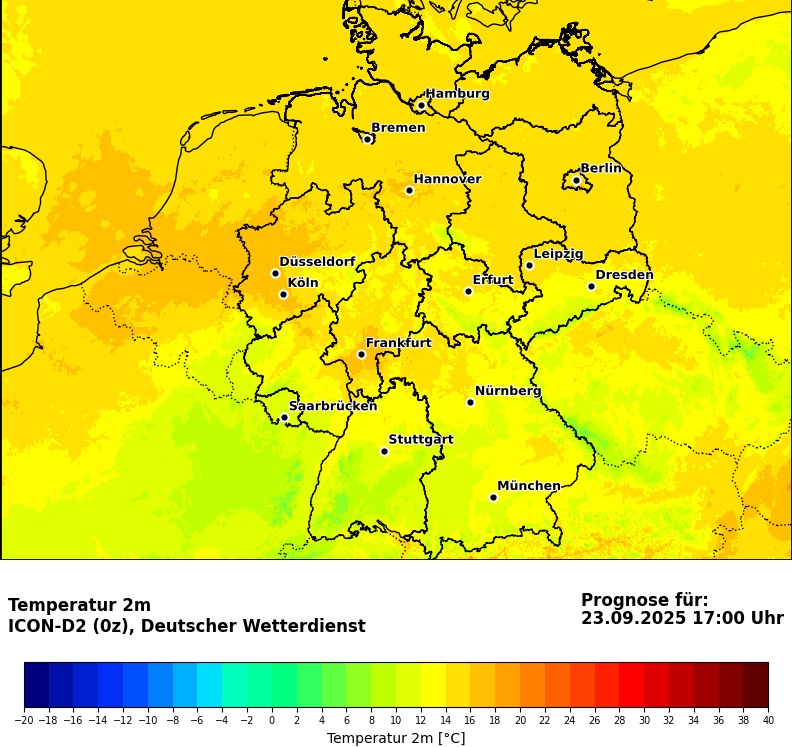 Hamburg
Bremen
Berlin
Hannover
Leipzig
Düsseldorf
Dresden
Köln
Erfurt
Frankfurt
Nürnberg
Saarbrücken
Stuttgart
München
Temperatur 2m
ICON-D2 (0z), Deutscher Wetterdienst
Prognose für:
23.09.2025 17:00 Uhr
−20 −18 −16 −14 −12 −10 −8 −6 −4 −2 0 2 4 6 8 10 12 14 16 18 20 22 24 26 28 30 32 34 36 38 40
Temperatur 2m [°C]